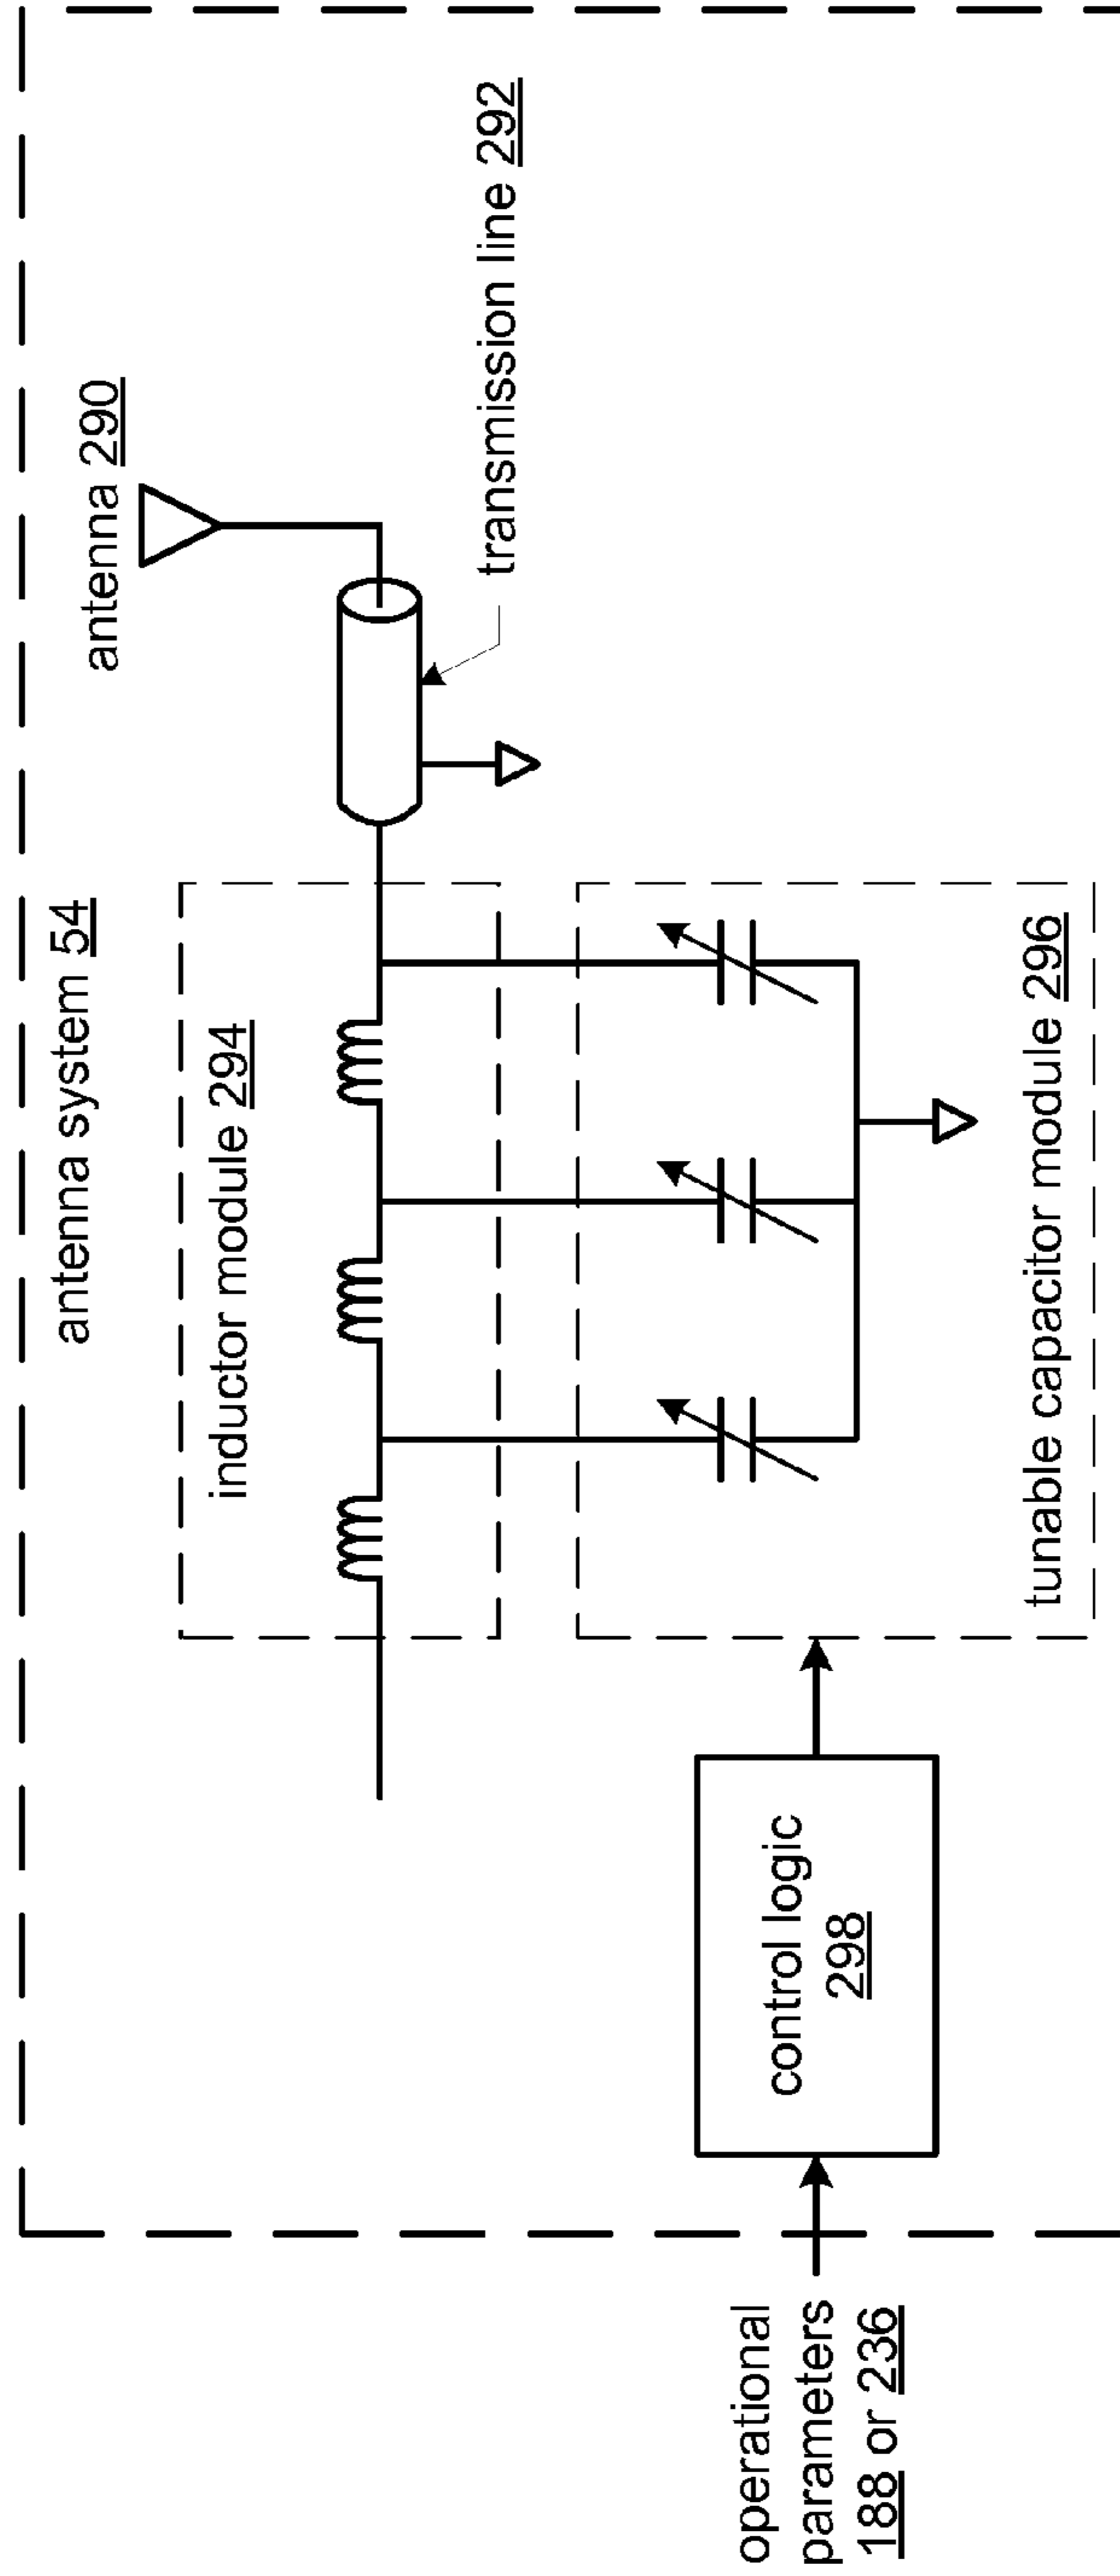 antenna system 54
antenna 290
inductor module 294
transmission line 292
control logic
298
operational
parameters
188 or 236
tunable capacitor module 296